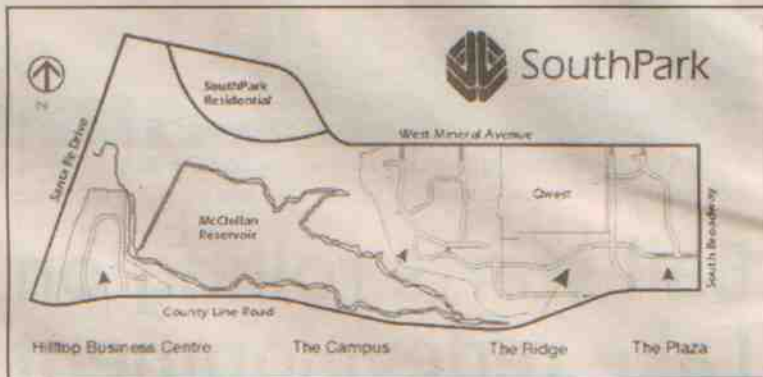 SouthPark
N
SouthPark
Residential
West Mineral Avenue
Santa Fe Drive
McClellan
Reservoir
Qwest
South Broadway
County Line Road
Hilltop Business Centre
The Campus
The Ridge
The Plaza